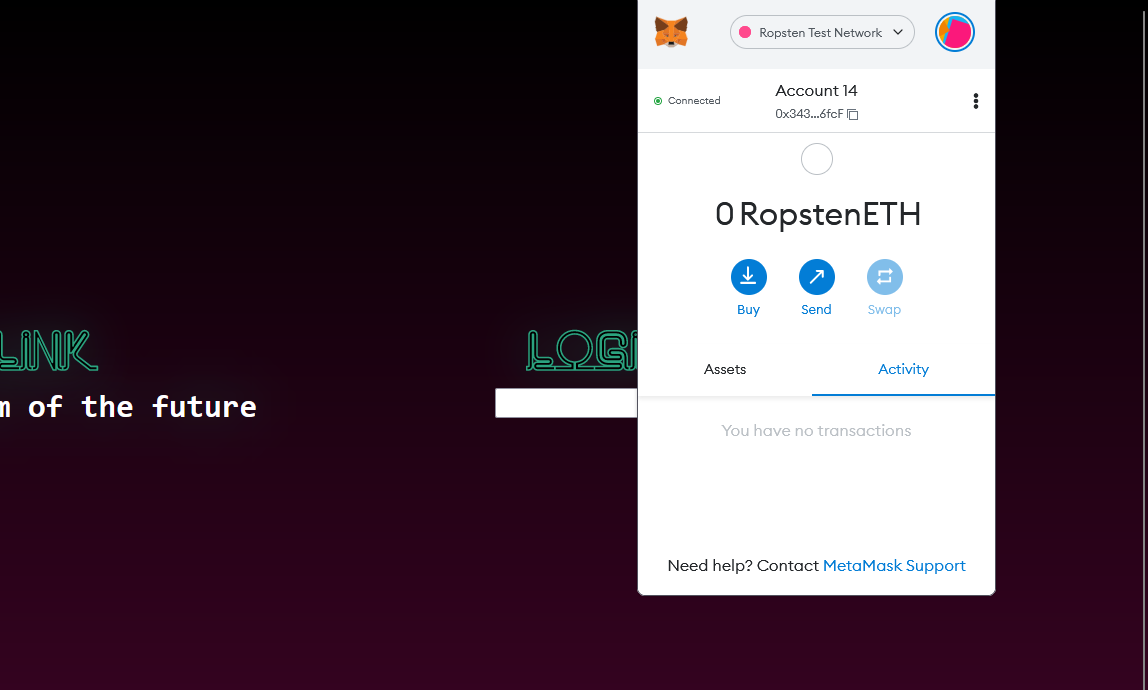 Ropsten Test Network
Connected
Account 14
0x343...6fcF
0 RopstenETH
Buy
Send
Swap
Assets
Activity
You have no transactions
Need help? Contact MetaMask Support
LINK
of the future
LOGI